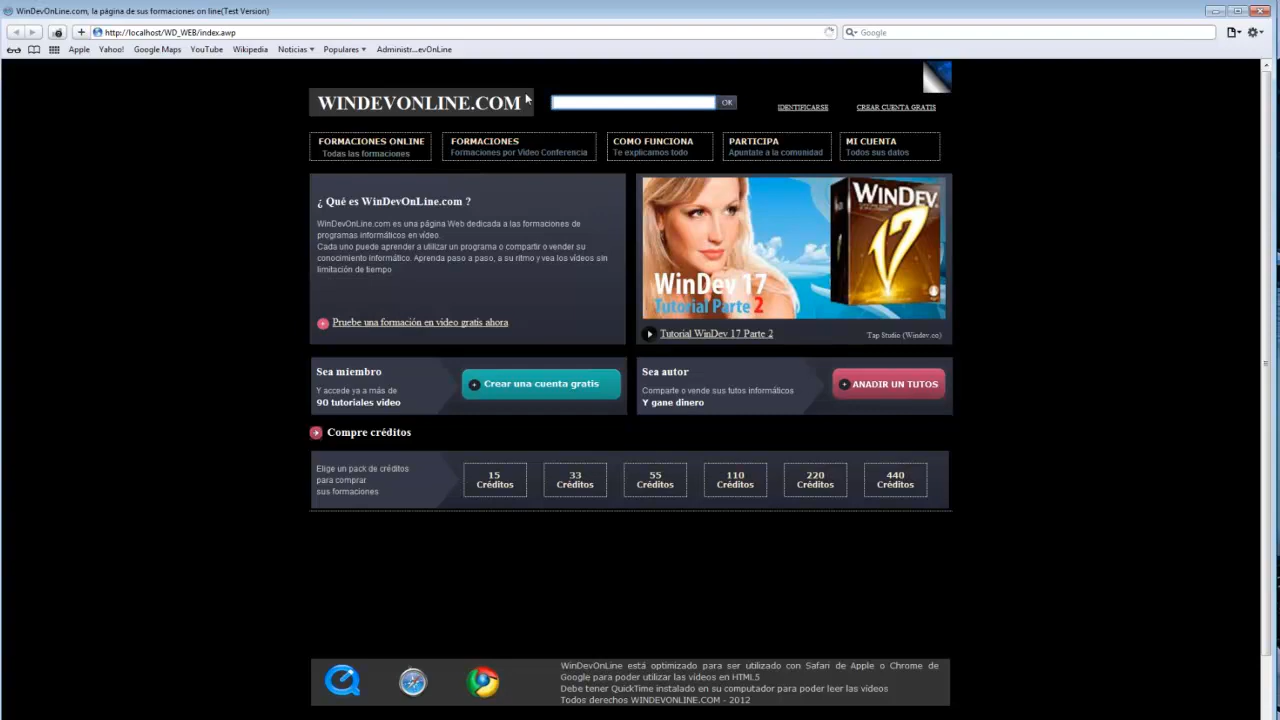 WinDevOnLine.com, la página de sus formaciones on line(Test Version)
http://localhost/WD_WEB/index.awp
Google
Apple Yahoo! Google Maps YouTube Wikipedia Noticias Populares Administr...evOnLine
WINDEVONLINE.COM
OK
IDENTIFICARSE
CREAR CUENTA GRATIS
FORMACIONES ONLINE
Todas las formaciones
FORMACIONES
Formaciones por Video Conferencia
COMO FUNCIONA
Te explicamos todo
PARTICIPA
Apuntate a la comunidad
MI CUENTA
Todos sus datos
¿ Qué es WinDevOnLine.com ?
WinDevOnLine.com es una página Web dedicada a las formaciones de
programas informáticos en vídeo.
Cada uno puede aprender a utilizar un programa o compartir o vender su
conocimiento informático. Aprenda paso a paso, a su ritmo y vea los vídeos sin
limitación de tiempo
Pruebe una formación en video gratis ahora
WINDEV
17
WinDev 17
Tutorial Parte 2
Tutorial WinDev 17 Parte 2
Tap Studio (Windev.co)
Sea miembro
Y accede ya a más de
90 tutoriales video
Crear una cuenta gratis
Sea autor
Comparte o vende sus tutos informáticos
Y gane dinero
ANADIR UN TUTOS
Compre créditos
Elige un pack de créditos
para comprar
sus formaciones
15
Créditos
33
Créditos
55
Créditos
110
Créditos
220
Créditos
440
Créditos
WinDevOnLine está optimizado para ser utilizado con Safari de Apple o Chrome de
Google para poder utilizar las vídeos en HTML5
Debe tener QuickTime instalado en su computador para poder leer las vídeos
Todos derechos WINDEVONLINE.COM - 2012